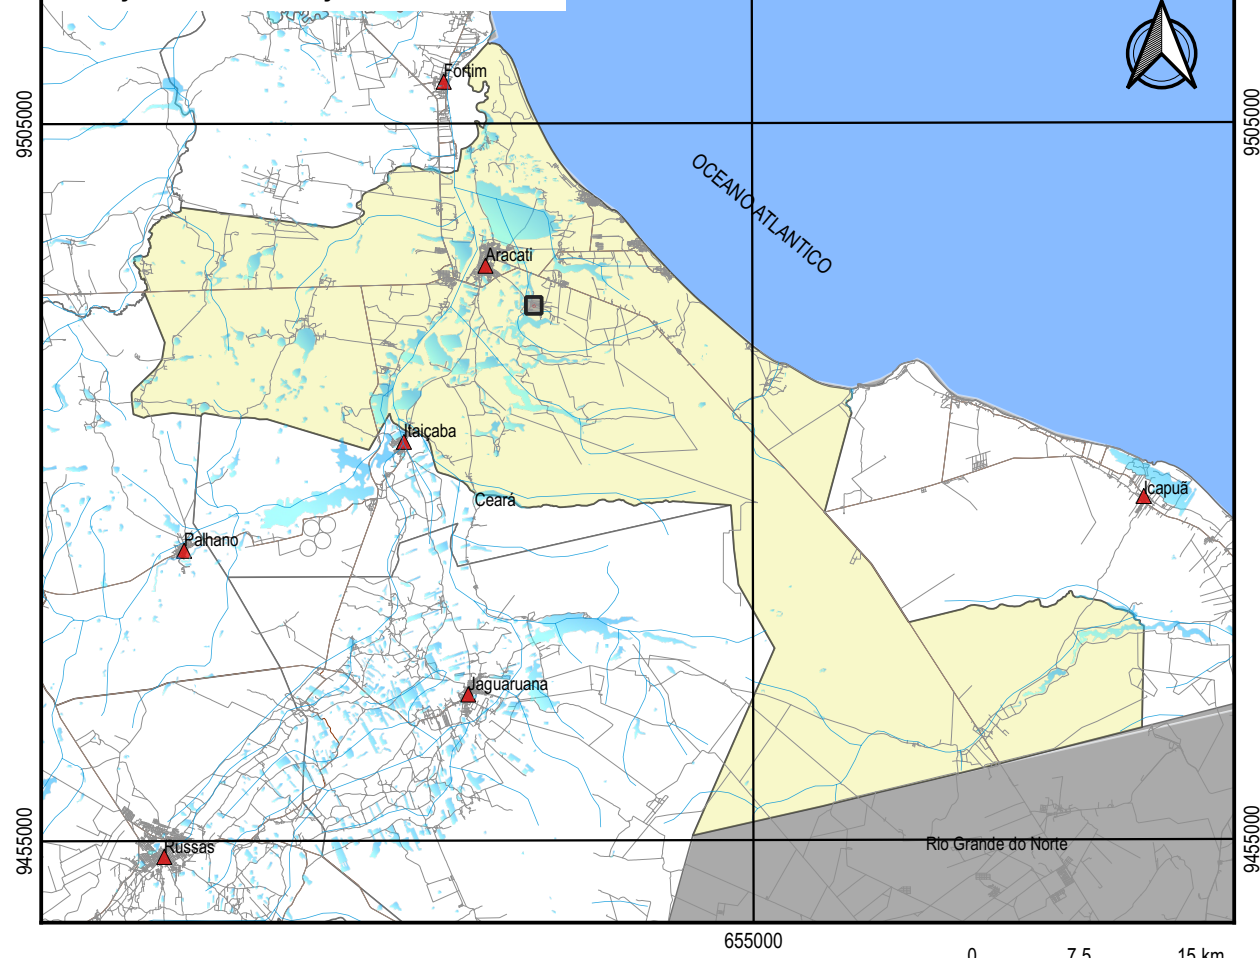 Fortim
9505000
9505000
OCEANO ATLANTICO
Aracati
Itaiçaba
Icapuã
Ceará
Palhano
Jaguaruana
9455000
9455000
Russas
Rio Grande do Norte
655000
0 7,5 15 km